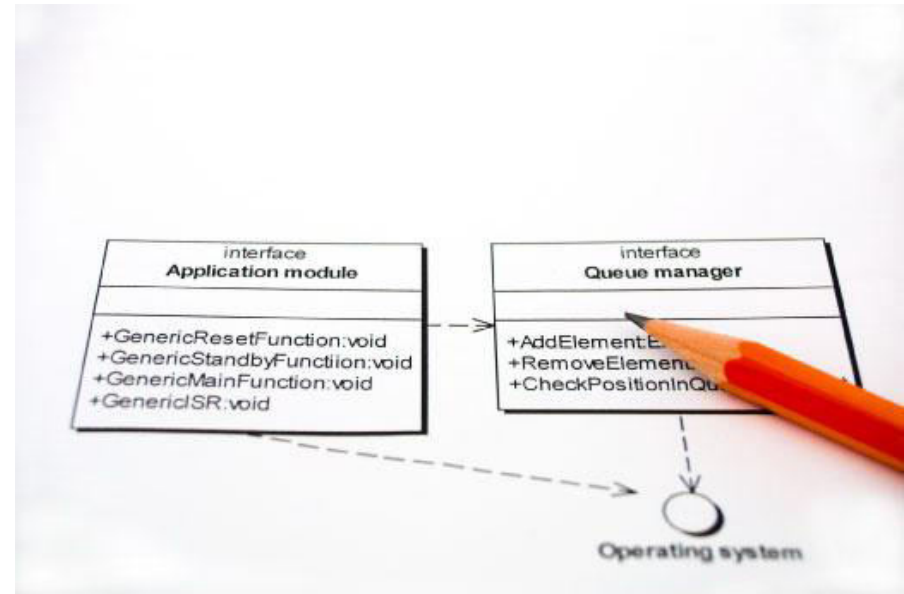 interface
Application module
+GenericResetFunction:void
+GenericStandbyFunctiion:void
+GenericMainFunction:void
+GenericISR:void
interface
Queue manager
+AddElement:E
+RemoveElement
+CheckPositionInQu
Operating system